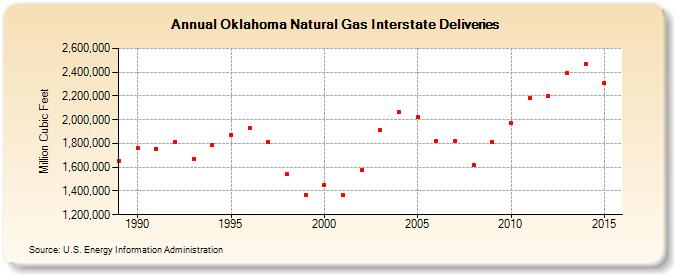 Annual Oklahoma Natural Gas Interstate Deliveries
Million Cubic Feet
2,600,000
2,400,000
2,200,000
2,000,000
1,800,000
1,600,000
1,400,000
1,200,000
1990 1995 2000 2005 2010 2015
Source: U.S. Energy Information Administration